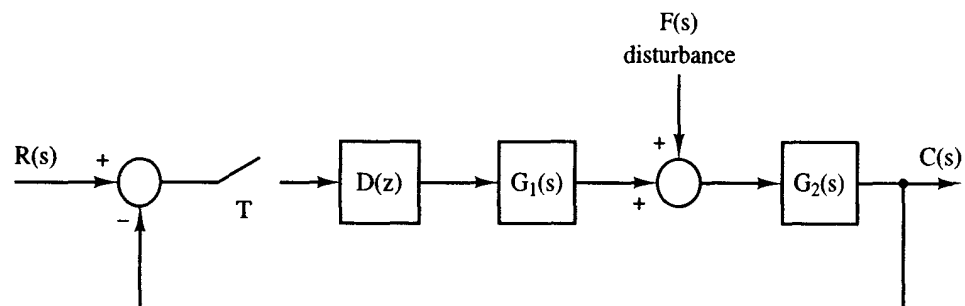 F(s)
disturbance
R(s)
+
−
T
D(z)
G₁(s)
+
+
G₂(s)
C(s)